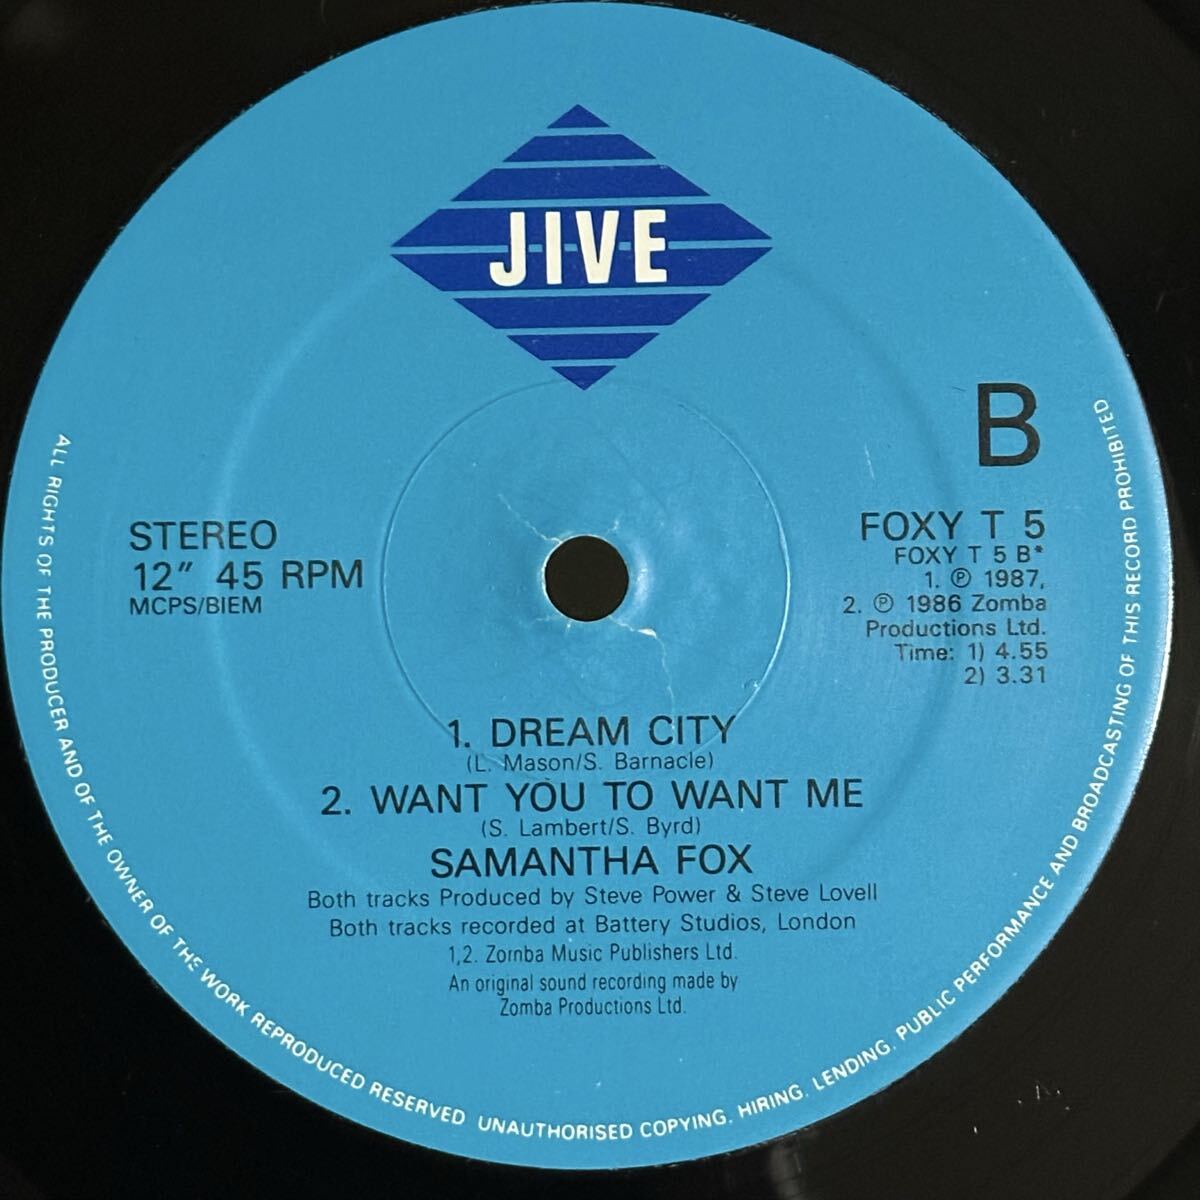 JIVE
B
STEREO
12" 45 RPM
MCPS/BIEM
FOXY T 5
FOXY T 5 B*
1. ℗ 1987,
2. ℗ 1986 Zomba
Productions Ltd.
Time: 1) 4.55
2) 3.31
1. DREAM CITY
(L. Mason/S. Barnacle)
2. WANT YOU TO WANT ME
(S. Lambert/S. Byrd)
SAMANTHA FOX
Both tracks Produced by Steve Power & Steve Lovell
Both tracks recorded at Battery Studios, London
1,2. Zornba Music Publishers Ltd.
An original sound recording made by
Zomba Productions Ltd.
ALL RIGHTS OF THE PRODUCER AND OF THE OWNER OF THE WORK REPRODUCED RESERVED UNAUTHORISED COPYING. HIRING. LENDING. PUBLIC PERFORMANCE AND BROADCASTING OF THIS RECORD PROHIBITED